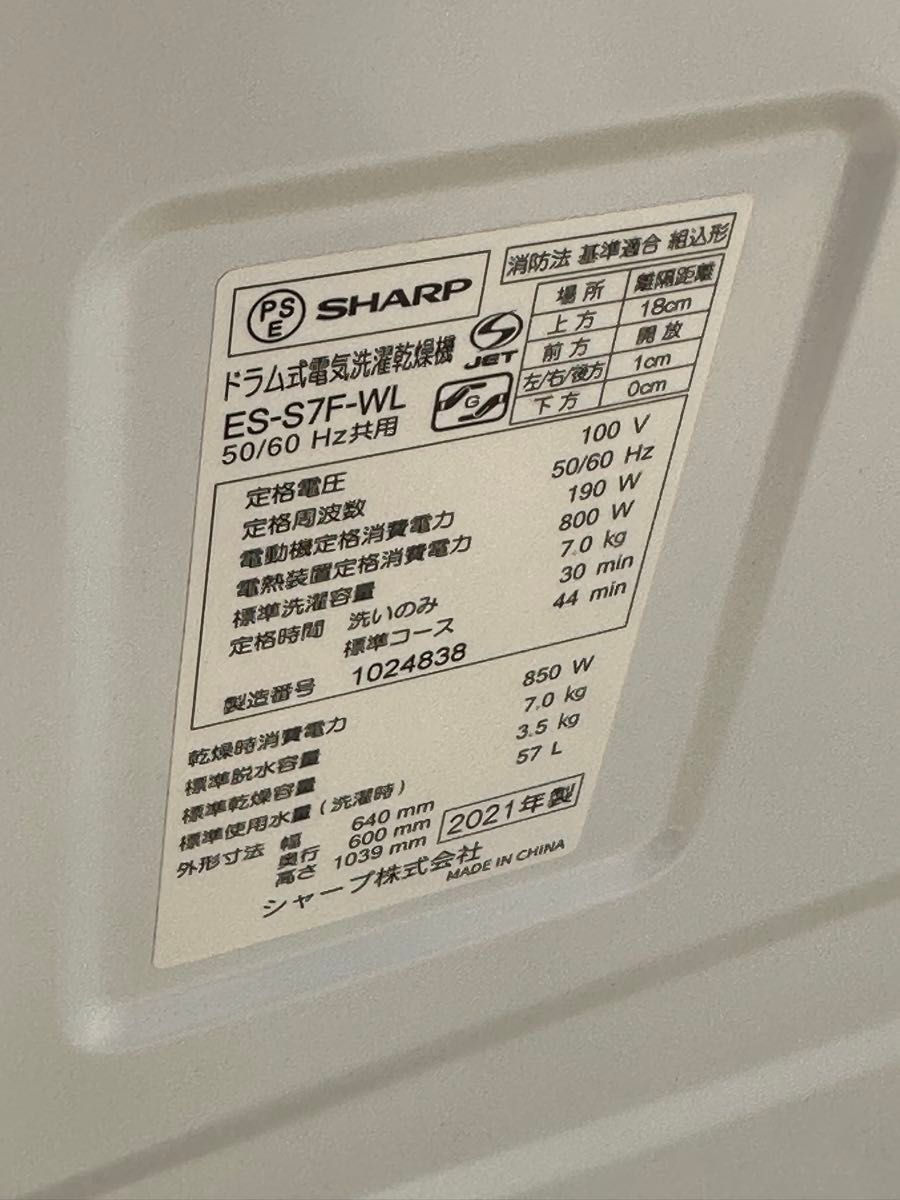 PSE SHARP
ドラム式電気洗濯乾燥機
ES-S7F-WL
50/60 Hz共用
S JET
G
消防法 基準適合 組込形
場所 離隔距離
上方 18cm
前方 開放
左/右/後方 1cm
下方 0cm
定格電圧 100 V
定格周波数 50/60 Hz
電動機定格消費電力 190 W
電熱装置定格消費電力 800 W
標準洗濯容量 7.0 kg
定格時間 洗いのみ 30 min
標準コース 44 min
製造番号 1024838
乾燥時消費電力 850 W
標準脱水容量 7.0 kg
標準乾燥容量 3.5 kg
標準使用水量(洗濯時) 57 L
外形寸法 幅 640 mm
奥行 600 mm
高さ 1039 mm
2021年製
シャープ株式会社
MADE IN CHINA